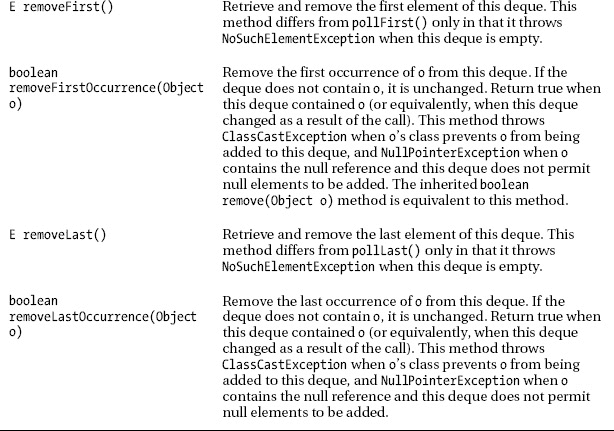 E removeFirst()
Retrieve and remove the first element of this deque. This
method differs from pollFirst() only in that it throws
NoSuchElementException when this deque is empty.
boolean
removeFirstOccurrence(Object
o)
Remove the first occurrence of o from this deque. If the
deque does not contain o, it is unchanged. Return true when
this deque contained o (or equivalently, when this deque
changed as a result of the call). This method throws
ClassCastException when o's class prevents o from being
added to this deque, and NullPointerException when o
contains the null reference and this deque does not permit
null elements to be added. The inherited boolean
remove(Object o) method is equivalent to this method.
E removeLast()
Retrieve and remove the last element of this deque. This
method differs from pollLast() only in that it throws
NoSuchElementException when this deque is empty.
boolean
removeLastOccurrence(Object
o)
Remove the last occurrence of o from this deque. If the
deque does not contain o, it is unchanged. Return true when
this deque contained o (or equivalently, when this deque
changed as a result of the call). This method throws
ClassCastException when o's class prevents o from being
added to this deque, and NullPointerException when o
contains the null reference and this deque does not permit
null elements to be added.